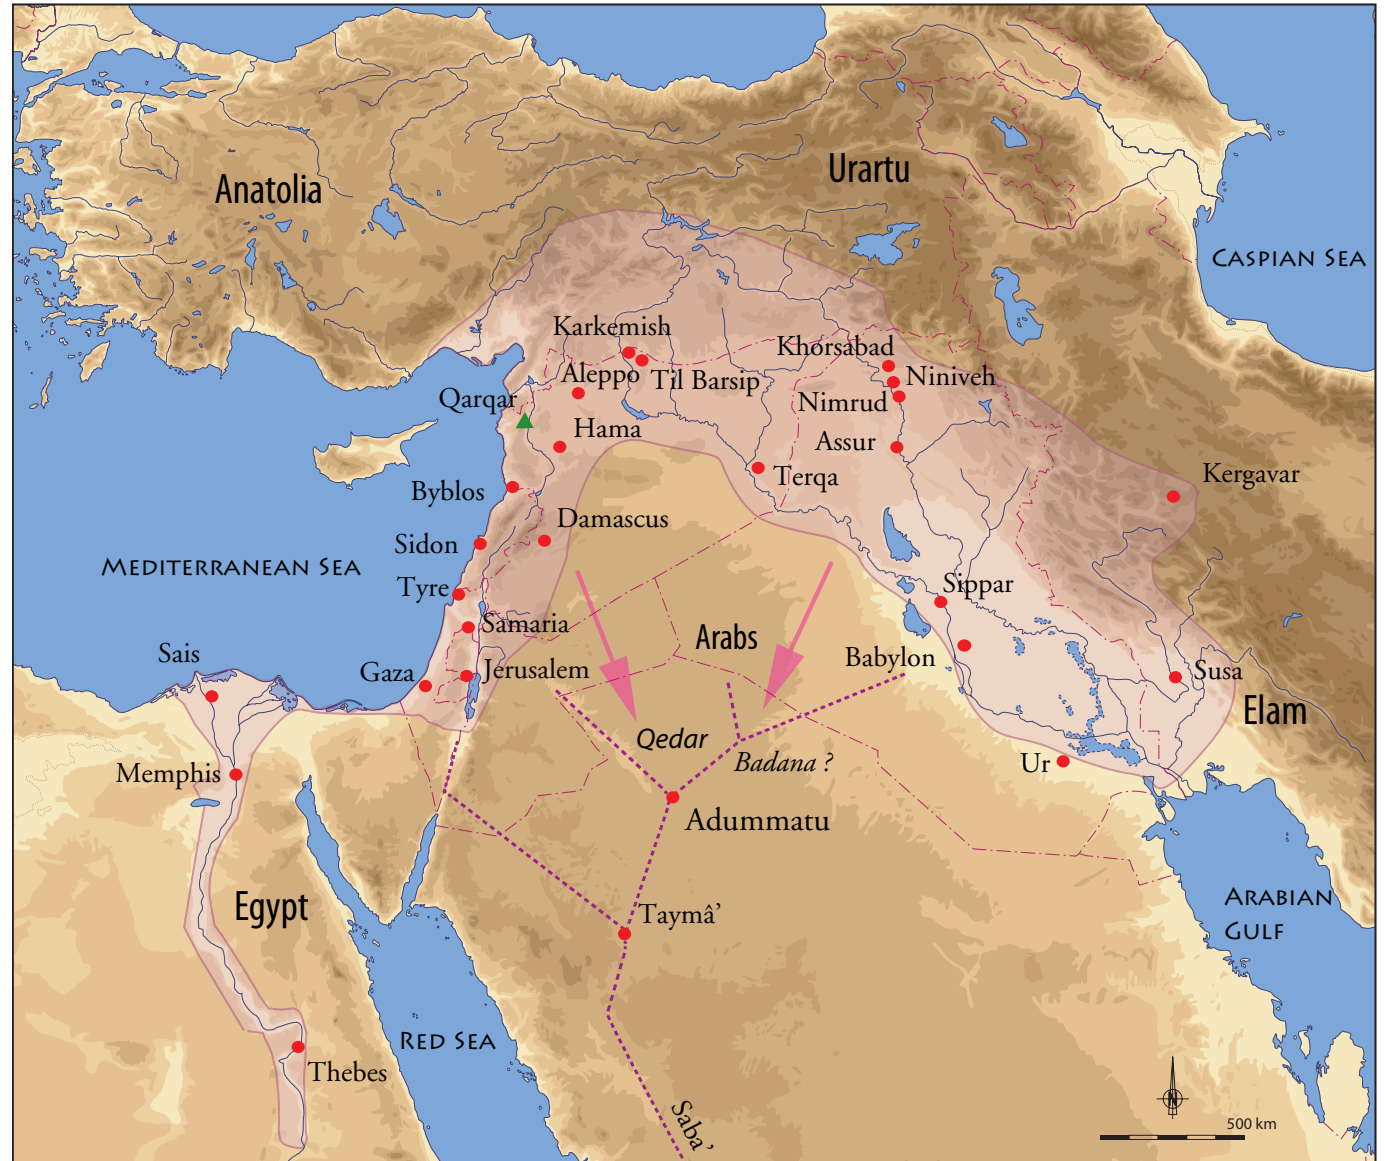 Urartu
Anatolia
CASPIAN SEA
Karkemish
Khorsabad
Aleppo
Til Barsip
Niniveh
Qarqar
Nimrud
Hama
Assur
Terqa
Kergavar
Byblos
Damascus
Sidon
MEDITERRANEAN SEA
Tyre
Sippar
Samaria
Arabs
Sais
Babylon
Gaza
Jerusalem
Susa
Elam
Qedar
Badana ?
Ur
Memphis
Adummatu
Egypt
Taymâ’
ARABIAN
GULF
RED SEA
Thebes
Saba’
N
500 km